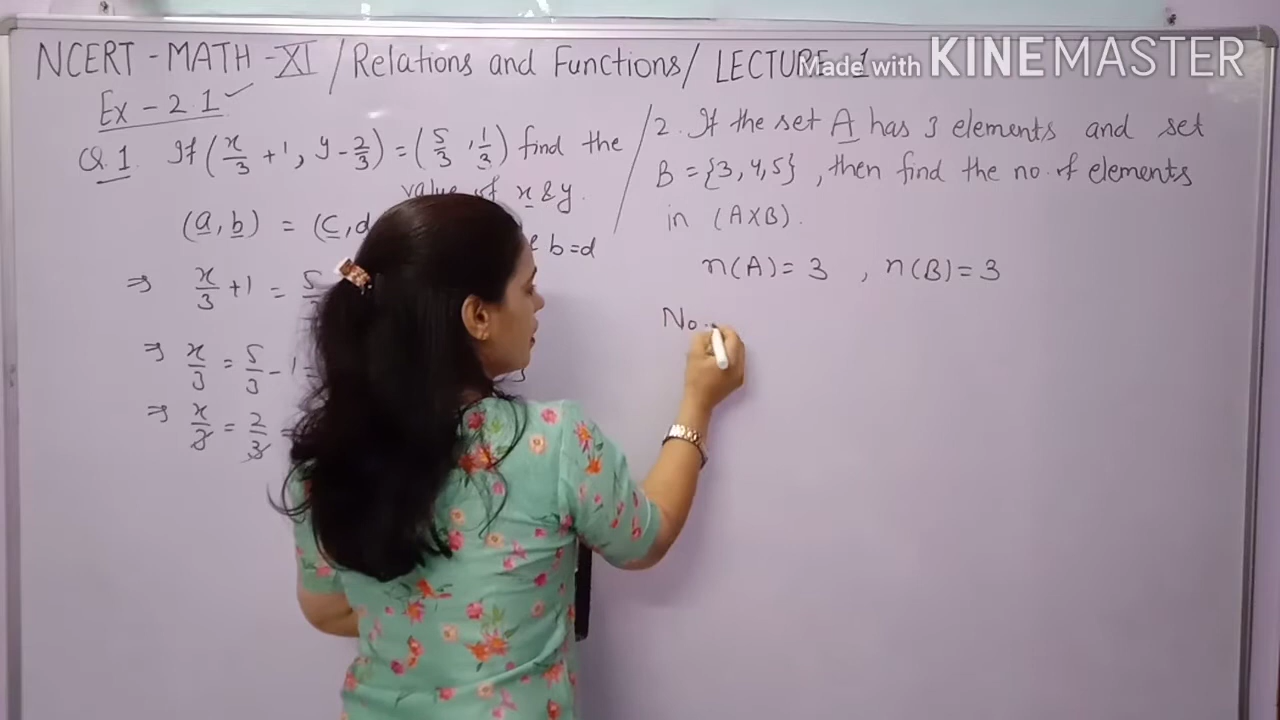 NCERT - MATH - XI / Relations and Functions / LECTURE - 1
Made with KINEMASTER
Ex - 2.1 ✓
Q.1. If (x/3 + 1, y - 2/3) = (5/3, 1/3) find the
value of x & y.
(a, b) = (c, d
b=d
⇒ x/3 + 1 = 5
⇒ x/3 = 5/3 - 1 =
⇒ x/3 = 2/3 =
2. If the set A has 3 elements and set
B = {3, 4, 5}, then find the no. of elements
in (A×B).
n(A) = 3 , n(B) = 3
No.